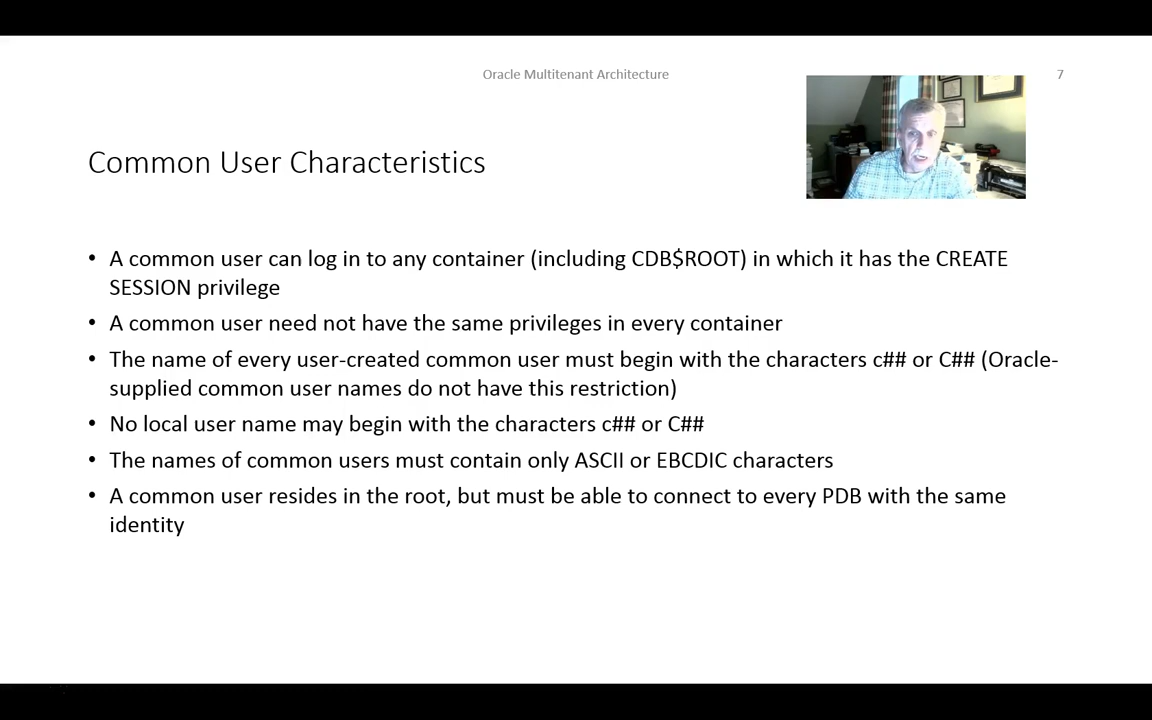 Oracle Multitenant Architecture
7
Common User Characteristics
• A common user can log in to any container (including CDB$ROOT) in which it has the CREATE
SESSION privilege
• A common user need not have the same privileges in every container
• The name of every user-created common user must begin with the characters c## or C## (Oracle-
supplied common user names do not have this restriction)
• No local user name may begin with the characters c## or C##
• The names of common users must contain only ASCII or EBCDIC characters
• A common user resides in the root, but must be able to connect to every PDB with the same
identity